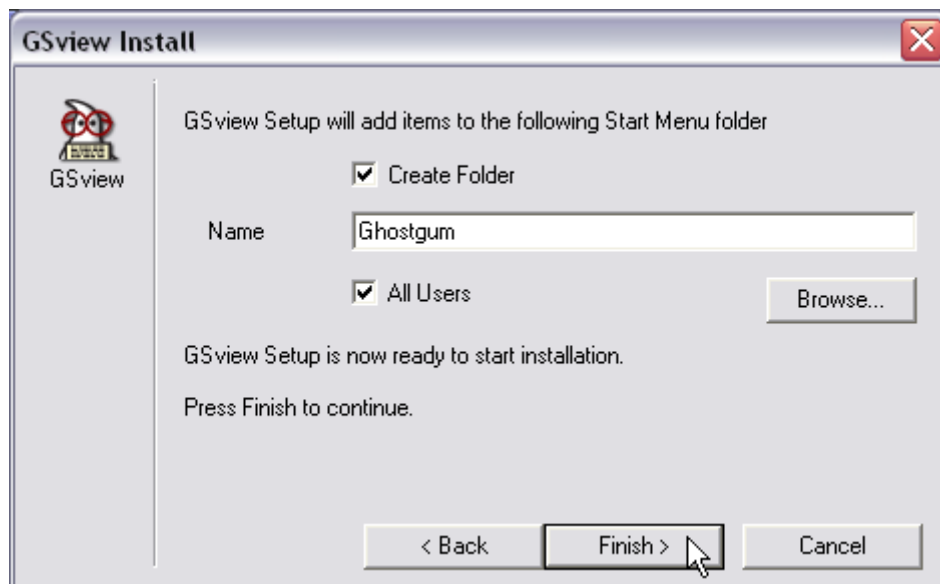 GSview Install
GSview
GSview Setup will add items to the following Start Menu folder
Create Folder
Name
Ghostgum
All Users
Browse...
GSview Setup is now ready to start installation.
Press Finish to continue.
< Back
Finish >
Cancel